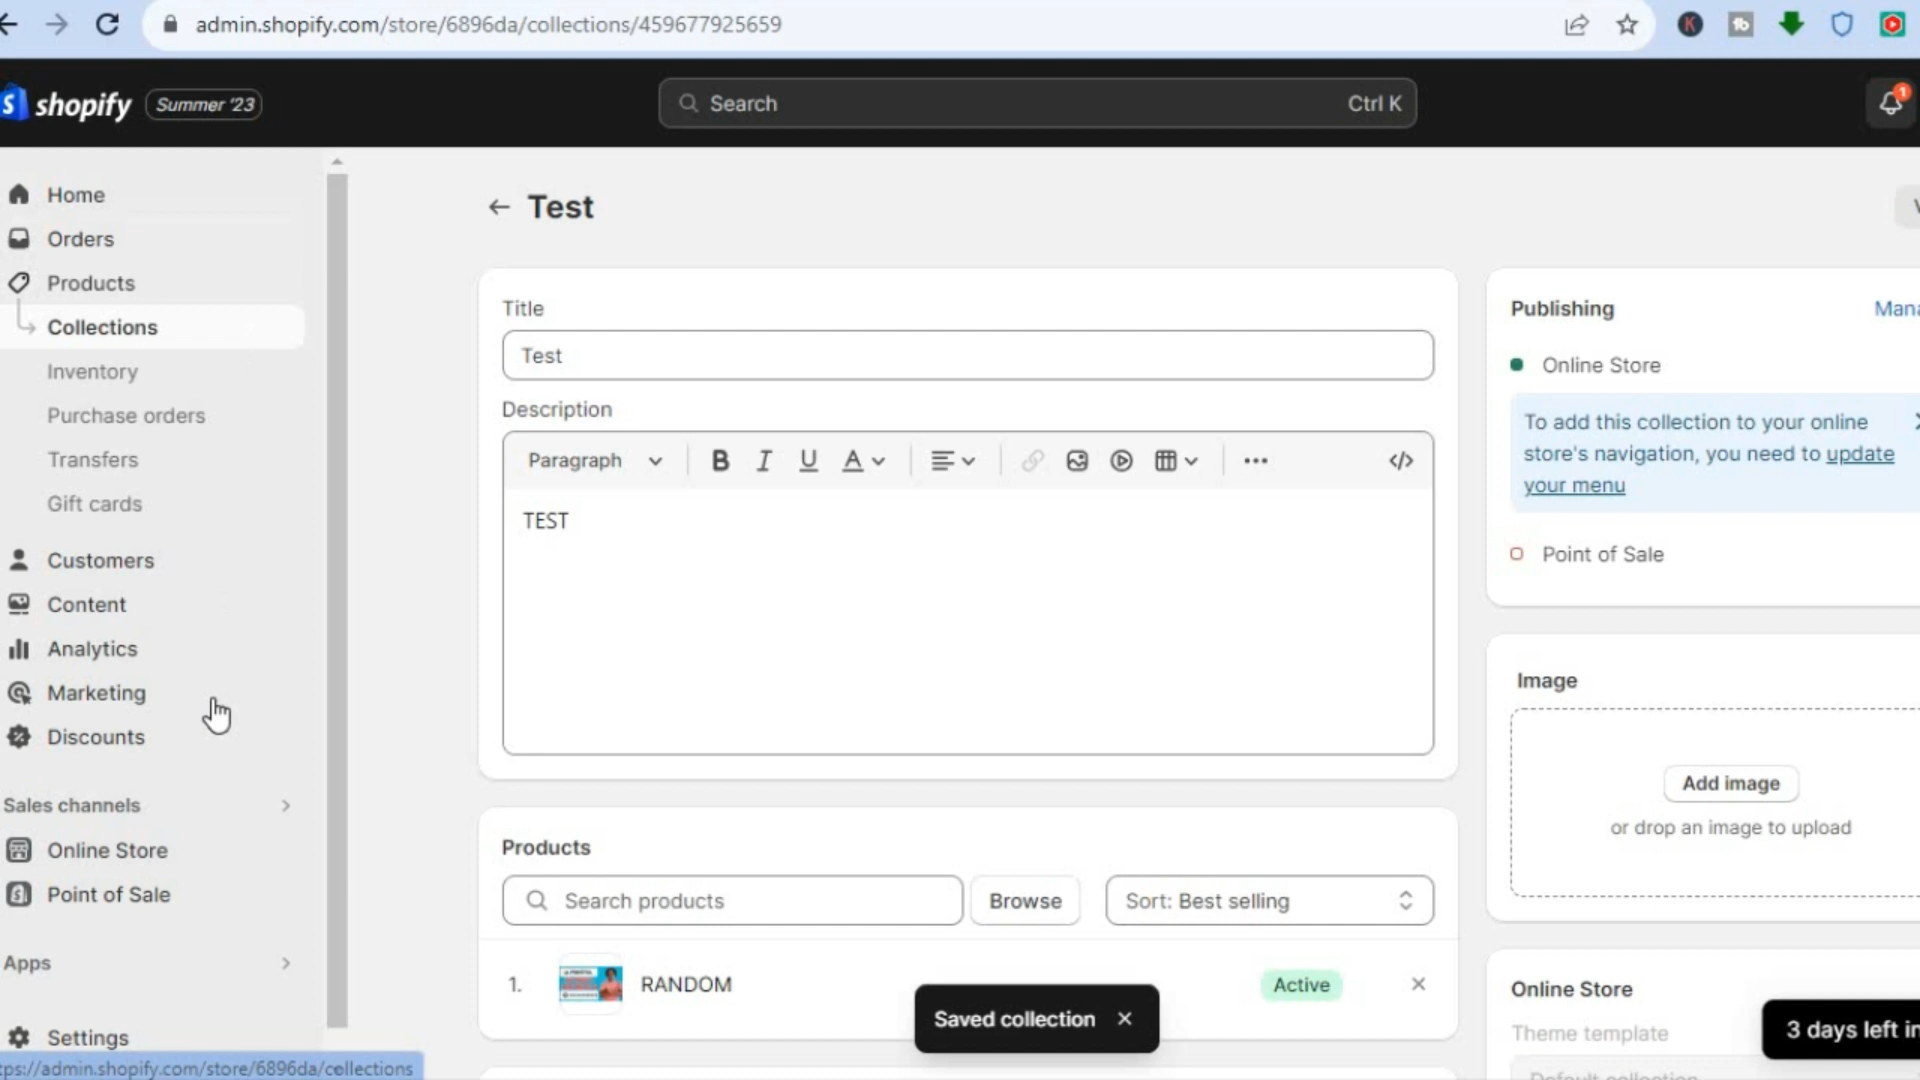 admin.shopify.com/store/6896da/collections/459677925659
shopify Summer '23
Search Ctrl K
1
Home
Orders
Products
Collections
Inventory
Purchase orders
Transfers
Gift cards
Customers
Content
Analytics
Marketing
Discounts
Sales channels
Online Store
Point of Sale
Apps
Settings
tps://admin.shopify.com/store/6896da/collections
Test
Title
Test
Description
Paragraph
TEST
Products
Search products
Browse
Sort: Best selling
1. RANDOM Active
Saved collection
Publishing
Mana
Online Store
To add this collection to your online
store's navigation, you need to update
your menu
Point of Sale
Image
Add image
or drop an image to upload
Online Store
Theme template
Default collection
3 days left in